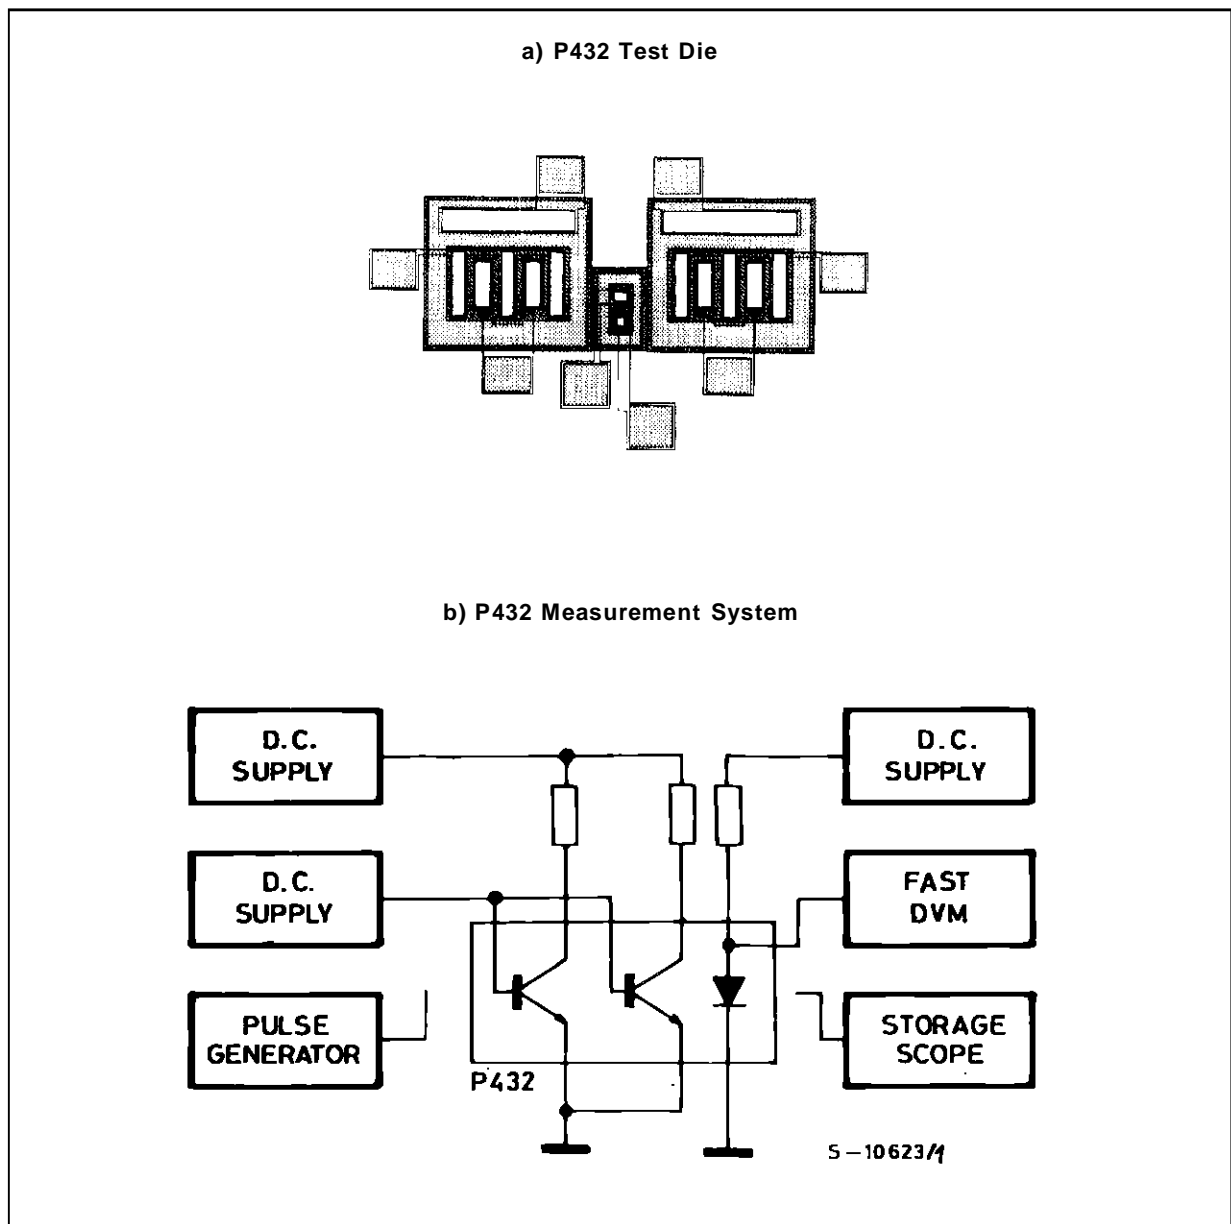 a) P432 Test Die
b) P432 Measurement System
D.C.
SUPPLY
D.C.
SUPPLY
D.C.
SUPPLY
FAST
DVM
PULSE
GENERATOR
STORAGE
SCOPE
P432
S-10623/1